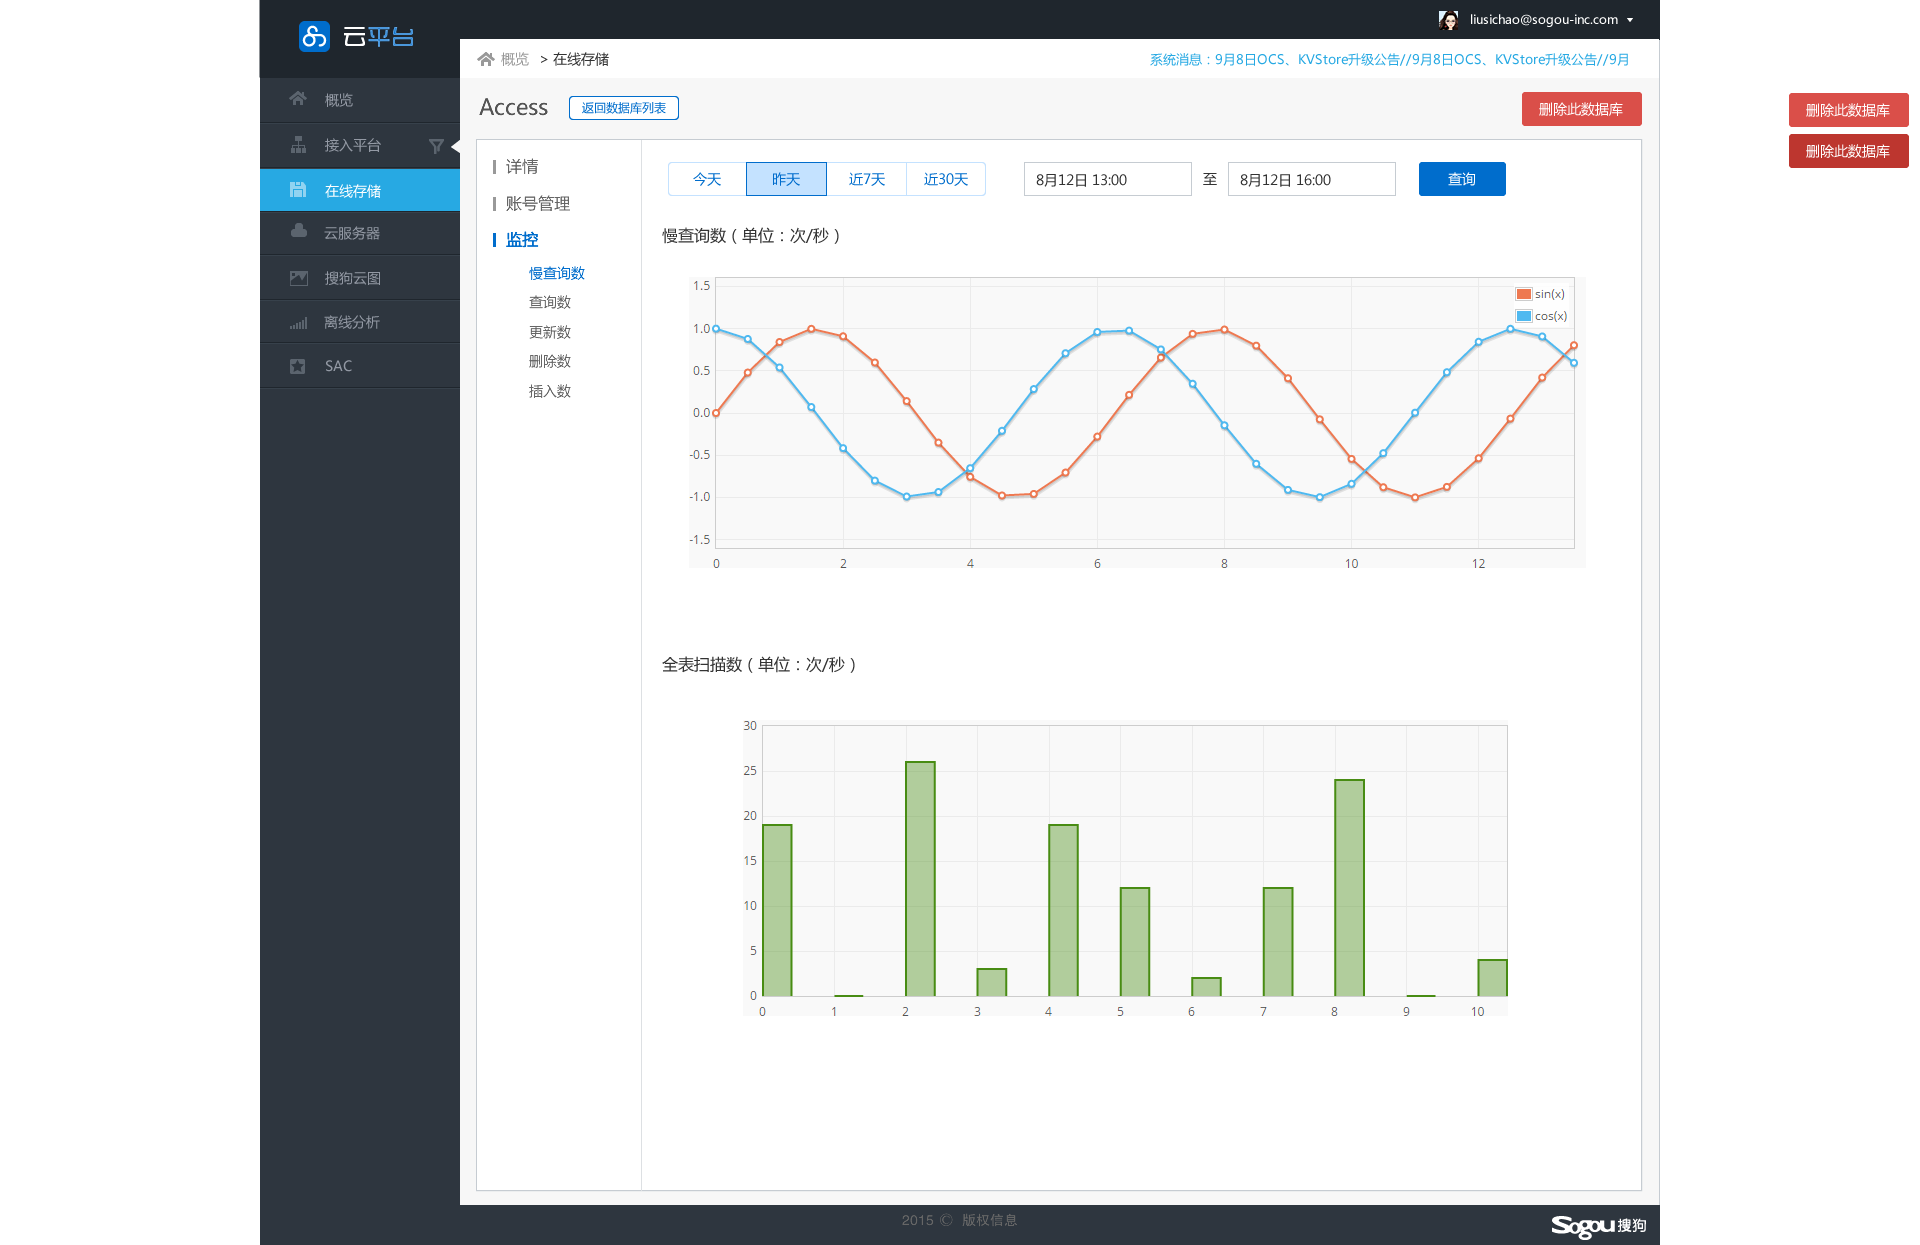 云平台
liusichao@sogou-inc.com
概览 > 在线存储
系统消息：9月8日OCS、KVStore升级公告//9月8日OCS、KVStore升级公告//9月
概览
接入平台
在线存储
云服务器
搜狗云图
离线分析
SAC
Access
返回数据库列表
删除此数据库
删除此数据库
删除此数据库
详情
账号管理
监控
慢查询数
查询数
更新数
删除数
插入数
今天 昨天 近7天 近30天
8月12日 13:00 至 8月12日 16:00
查询
慢查询数（单位：次/秒）
1.5
1.0
0.5
0.0
-0.5
-1.0
-1.5
sin(x)
cos(x)
0 2 4 6 8 10 12
全表扫描数（单位：次/秒）
30
25
20
15
10
5
0
0 1 2 3 4 5 6 7 8 9 10
2015 © 版权信息
Sogou搜狗